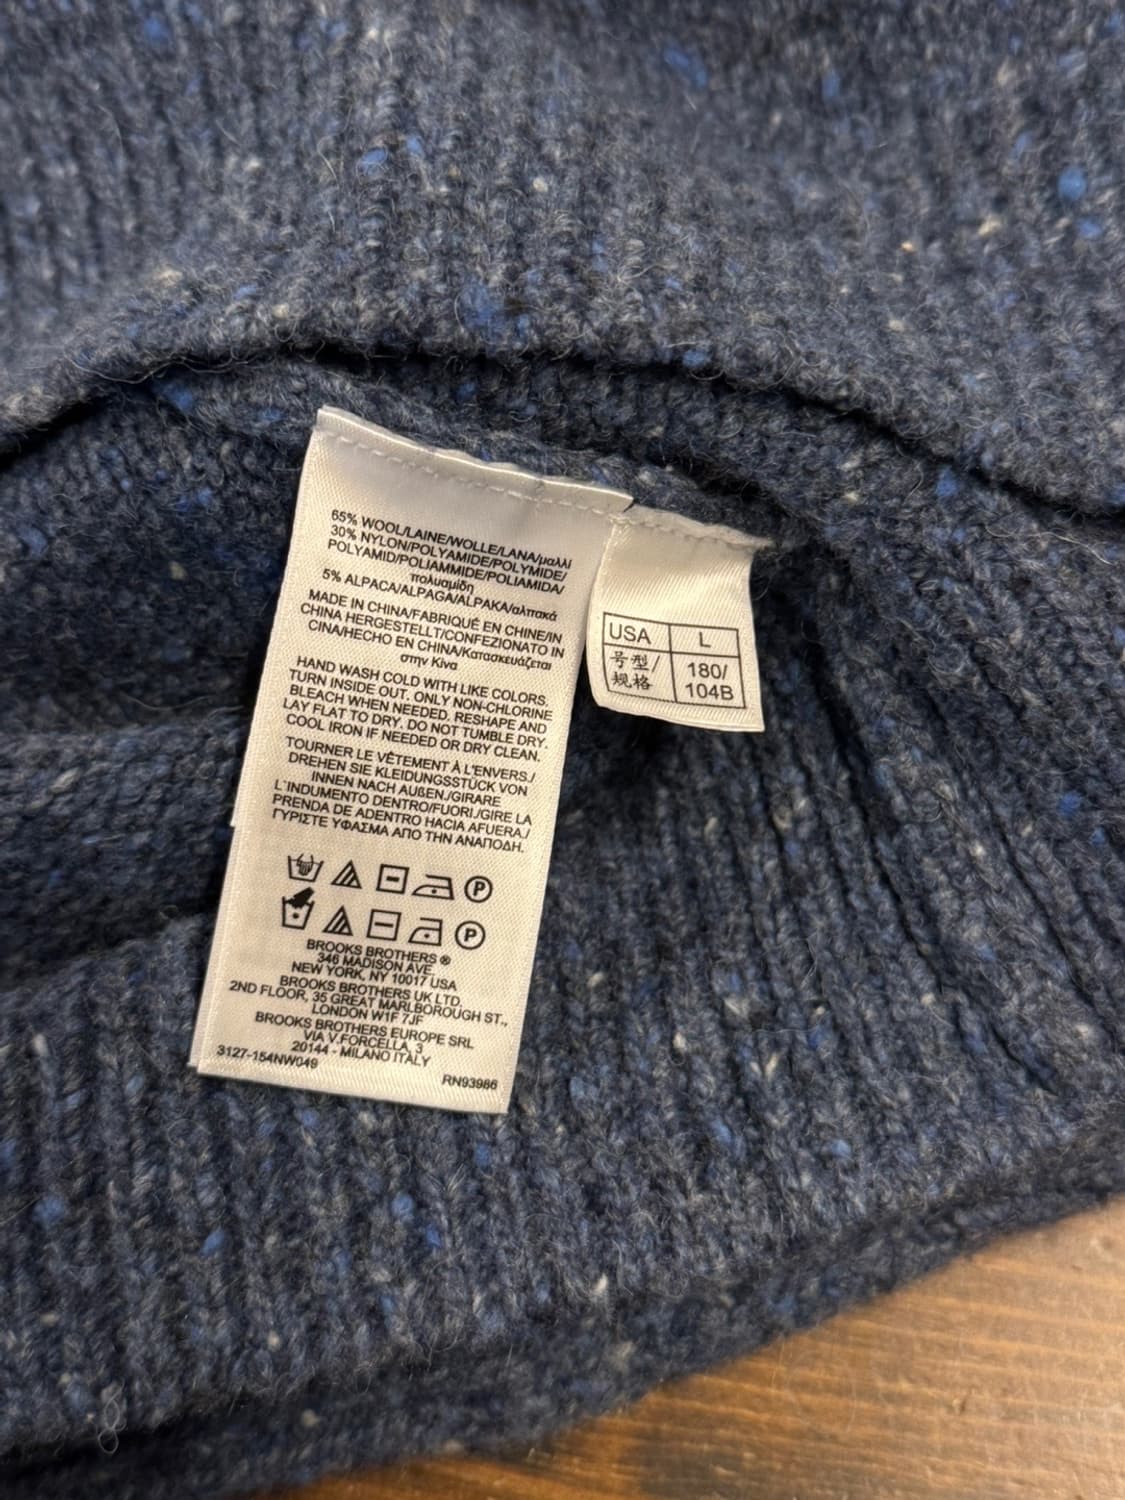 65% WOOL/LAINE/WOLLE/LANA/μαλλί
30% NYLON/POLYAMIDE/POLYMIDE/
POLYAMID/POLIAMMIDE/POLIAMIDA/
πολυαμίδη
5% ALPACA/ALPAGA/ALPAKA/αλπακά
MADE IN CHINA/FABRIQUÉ EN CHINE/IN
CHINA HERGESTELLT/CONFEZIONATO IN
CINA/HECHO EN CHINA/Κατασκευάζεται
στην Κίνα
HAND WASH COLD WITH LIKE COLORS.
TURN INSIDE OUT. ONLY NON-CHLORINE
BLEACH WHEN NEEDED. RESHAPE AND
LAY FLAT TO DRY. DO NOT TUMBLE DRY.
COOL IRON IF NEEDED OR DRY CLEAN.
TOURNER LE VÊTEMENT À L'ENVERS./
DREHEN SIE KLEIDUNGSSTÜCK VON
INNEN NACH AUßEN./GIRARE
L'INDUMENTO DENTRO/FUORI./GIRE LA
PRENDA DE ADENTRO HACIA AFUERA./
ΓΥΡΙΣΤΕ ΥΦΑΣΜΑ ΑΠΟ ΤΗΝ ΑΝΑΠΟΔΗ.
P
P
BROOKS BROTHERS ®
346 MADISON AVE.
NEW YORK, NY 10017 USA
BROOKS BROTHERS UK LTD.
2ND FLOOR, 35 GREAT MARLBOROUGH ST.,
LONDON W1F 7JF
BROOKS BROTHERS EUROPE SRL
VIA V.FORCELLA, 3
20144 - MILANO ITALY
3127-154NW049
RN93986
USA L
号型/ 180/
规格 104B